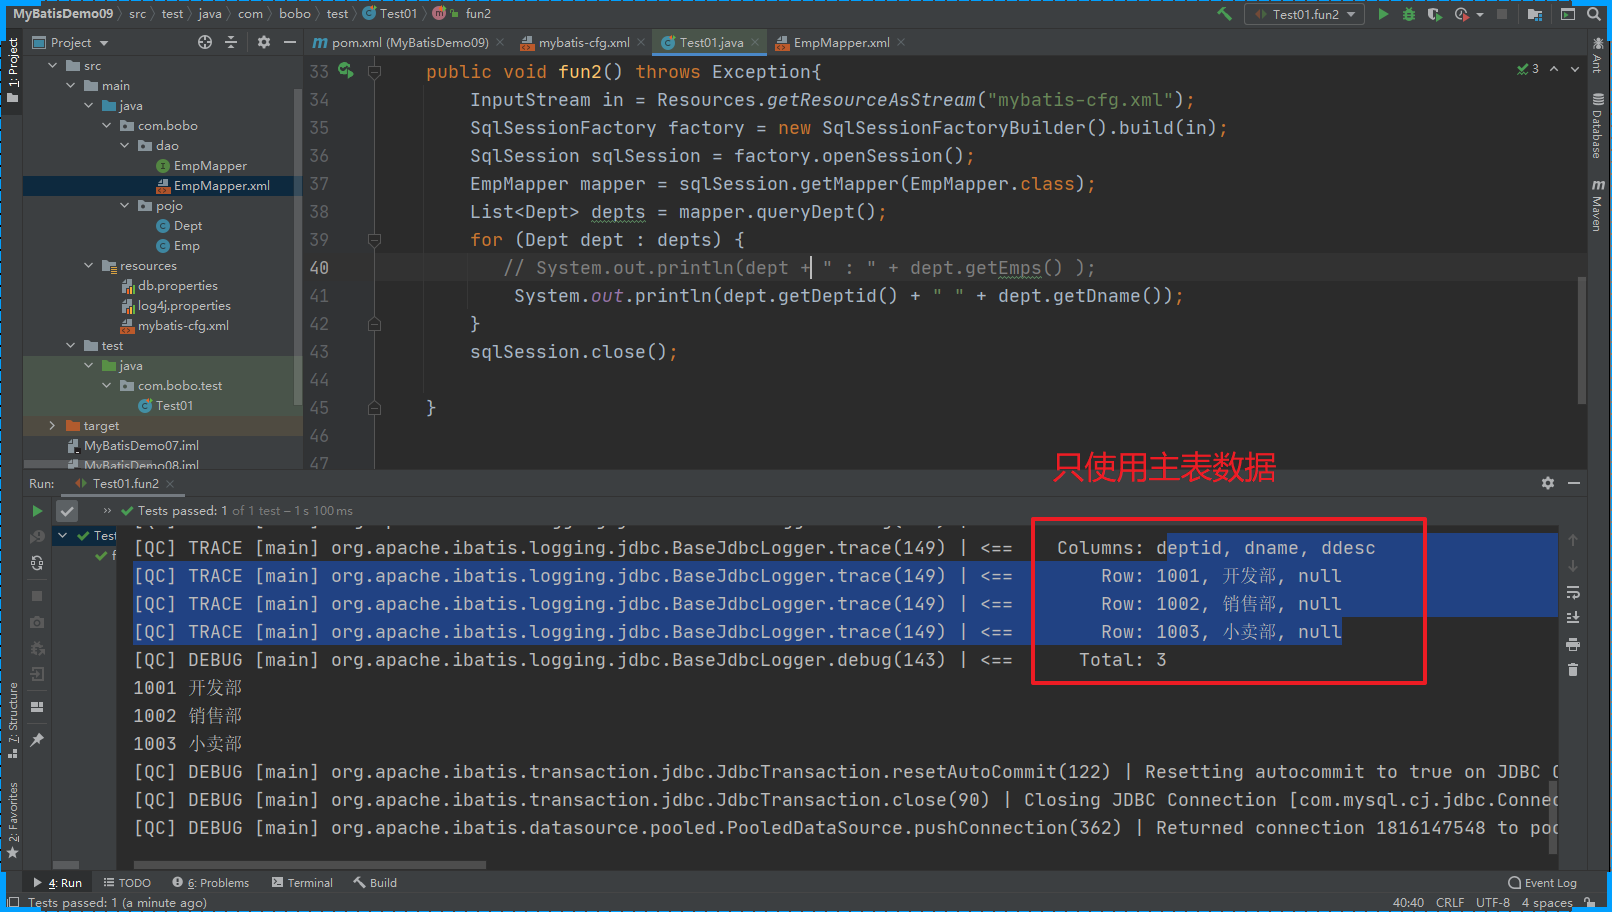 MyBatisDemo09 src test java com bobo test Test01 fun2
Test01.fun2
Project
pom.xml (MyBatisDemo09)
mybatis-cfg.xml
Test01.java
EmpMapper.xml
1: Project
src
main
java
com.bobo
dao
EmpMapper
EmpMapper.xml
pojo
Dept
Emp
resources
db.properties
log4j.properties
mybatis-cfg.xml
test
java
com.bobo.test
Test01
target
MyBatisDemo07.iml
MyBatisDemo08.iml
33 public void fun2() throws Exception{
34 InputStream in = Resources.getResourceAsStream("mybatis-cfg.xml");
35 SqlSessionFactory factory = new SqlSessionFactoryBuilder().build(in);
36 SqlSession sqlSession = factory.openSession();
37 EmpMapper mapper = sqlSession.getMapper(EmpMapper.class);
38 List<Dept> depts = mapper.queryDept();
39 for (Dept dept : depts) {
40 // System.out.println(dept + " : " + dept.getEmps() );
41 System.out.println(dept.getDeptid() + " " + dept.getDname());
42 }
43 sqlSession.close();
44
45 }
46
47
3
Ant
Database
Maven
只使用主表数据
Run: Test01.fun2
Tests passed: 1 of 1 test – 1 s 100 ms
Test
f
[QC] TRACE [main] org.apache.ibatis.logging.jdbc.BaseJdbcLogger.trace(149) | <== Columns: deptid, dname, ddesc
[QC] TRACE [main] org.apache.ibatis.logging.jdbc.BaseJdbcLogger.trace(149) | <== Row: 1001, 开发部, null
[QC] TRACE [main] org.apache.ibatis.logging.jdbc.BaseJdbcLogger.trace(149) | <== Row: 1002, 销售部, null
[QC] TRACE [main] org.apache.ibatis.logging.jdbc.BaseJdbcLogger.trace(149) | <== Row: 1003, 小卖部, null
[QC] DEBUG [main] org.apache.ibatis.logging.jdbc.BaseJdbcLogger.debug(143) | <== Total: 3
1001 开发部
1002 销售部
1003 小卖部
[QC] DEBUG [main] org.apache.ibatis.transaction.jdbc.JdbcTransaction.resetAutoCommit(122) | Resetting autocommit to true on JDBC C
[QC] DEBUG [main] org.apache.ibatis.transaction.jdbc.JdbcTransaction.close(90) | Closing JDBC Connection [com.mysql.cj.jdbc.Connec
[QC] DEBUG [main] org.apache.ibatis.datasource.pooled.PooledDataSource.pushConnection(362) | Returned connection 1816147548 to poo
7: Structure
2: Favorites
4: Run
TODO
6: Problems
Terminal
Build
Event Log
Tests passed: 1 (a minute ago)
40:40 CRLF UTF-8 4 spaces